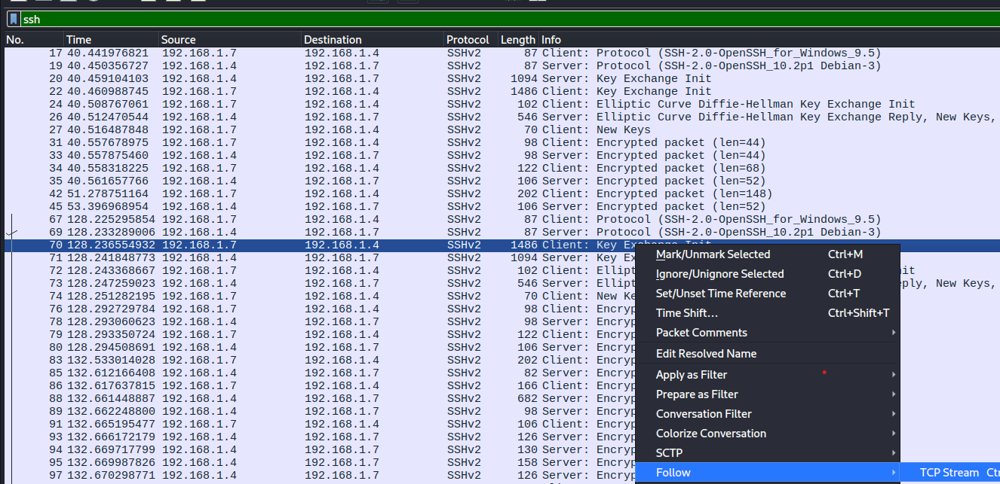 ssh
No. Time Source Destination Protocol Length Info
17 40.441976821 192.168.1.7 192.168.1.4 SSHv2 87 Client: Protocol (SSH-2.0-OpenSSH_for_Windows_9.5)
19 40.450356727 192.168.1.4 192.168.1.7 SSHv2 87 Server: Protocol (SSH-2.0-OpenSSH_10.2p1 Debian-3)
20 40.459104103 192.168.1.4 192.168.1.7 SSHv2 1094 Server: Key Exchange Init
22 40.460988745 192.168.1.7 192.168.1.4 SSHv2 1486 Client: Key Exchange Init
24 40.508767061 192.168.1.7 192.168.1.4 SSHv2 102 Client: Elliptic Curve Diffie-Hellman Key Exchange Init
26 40.512470544 192.168.1.4 192.168.1.7 SSHv2 546 Server: Elliptic Curve Diffie-Hellman Key Exchange Reply, New Keys,
27 40.516487848 192.168.1.7 192.168.1.4 SSHv2 70 Client: New Keys
31 40.557678975 192.168.1.7 192.168.1.4 SSHv2 98 Client: Encrypted packet (len=44)
33 40.557875460 192.168.1.4 192.168.1.7 SSHv2 98 Server: Encrypted packet (len=44)
34 40.558318225 192.168.1.7 192.168.1.4 SSHv2 122 Client: Encrypted packet (len=68)
35 40.561657766 192.168.1.4 192.168.1.7 SSHv2 106 Server: Encrypted packet (len=52)
42 51.278751164 192.168.1.7 192.168.1.4 SSHv2 202 Client: Encrypted packet (len=148)
45 53.396968954 192.168.1.4 192.168.1.7 SSHv2 106 Server: Encrypted packet (len=52)
67 128.225295854 192.168.1.7 192.168.1.4 SSHv2 87 Client: Protocol (SSH-2.0-OpenSSH_for_Windows_9.5)
69 128.233289006 192.168.1.4 192.168.1.7 SSHv2 87 Server: Protocol (SSH-2.0-OpenSSH_10.2p1 Debian-3)
70 128.236554932 192.168.1.7 192.168.1.4 SSHv2 1486 Client: Key Exchange Init
71 128.241848773 192.168.1.4 192.168.1.7 SSHv2 1094 Server: Key Ex
72 128.243368667 192.168.1.7 192.168.1.4 SSHv2 102 Client: Ellipt it
73 128.247259023 192.168.1.4 192.168.1.7 SSHv2 546 Server: Ellipt ply, New Keys,
74 128.251282195 192.168.1.7 192.168.1.4 SSHv2 70 Client: New Ke
76 128.292729784 192.168.1.7 192.168.1.4 SSHv2 98 Client: Encryp
78 128.293060623 192.168.1.4 192.168.1.7 SSHv2 98 Server: Encryp
79 128.293350724 192.168.1.7 192.168.1.4 SSHv2 122 Client: Encryp
80 128.294508691 192.168.1.4 192.168.1.7 SSHv2 106 Server: Encryp
83 132.533014028 192.168.1.7 192.168.1.4 SSHv2 202 Client: Encryp
85 132.612166408 192.168.1.4 192.168.1.7 SSHv2 82 Server: Encryp
86 132.617637815 192.168.1.7 192.168.1.4 SSHv2 166 Client: Encryp
88 132.661448887 192.168.1.4 192.168.1.7 SSHv2 682 Server: Encryp
89 132.662248800 192.168.1.4 192.168.1.7 SSHv2 98 Server: Encryp
91 132.665195477 192.168.1.7 192.168.1.4 SSHv2 106 Client: Encryp
93 132.666172179 192.168.1.4 192.168.1.7 SSHv2 126 Server: Encryp
94 132.669717799 192.168.1.4 192.168.1.7 SSHv2 130 Server: Encryp
95 132.669987826 192.168.1.4 192.168.1.7 SSHv2 158 Server: Encryp
97 132.670298771 192.168.1.4 192.168.1.7 SSHv2 126 Server: Encryp
Mark/Unmark Selected Ctrl+M
Ignore/Unignore Selected Ctrl+D
Set/Unset Time Reference Ctrl+T
Time Shift... Ctrl+Shift+T
Packet Comments
Edit Resolved Name
Apply as Filter
Prepare as Filter
Conversation Filter
Colorize Conversation
SCTP
Follow
TCP Stream Ctr